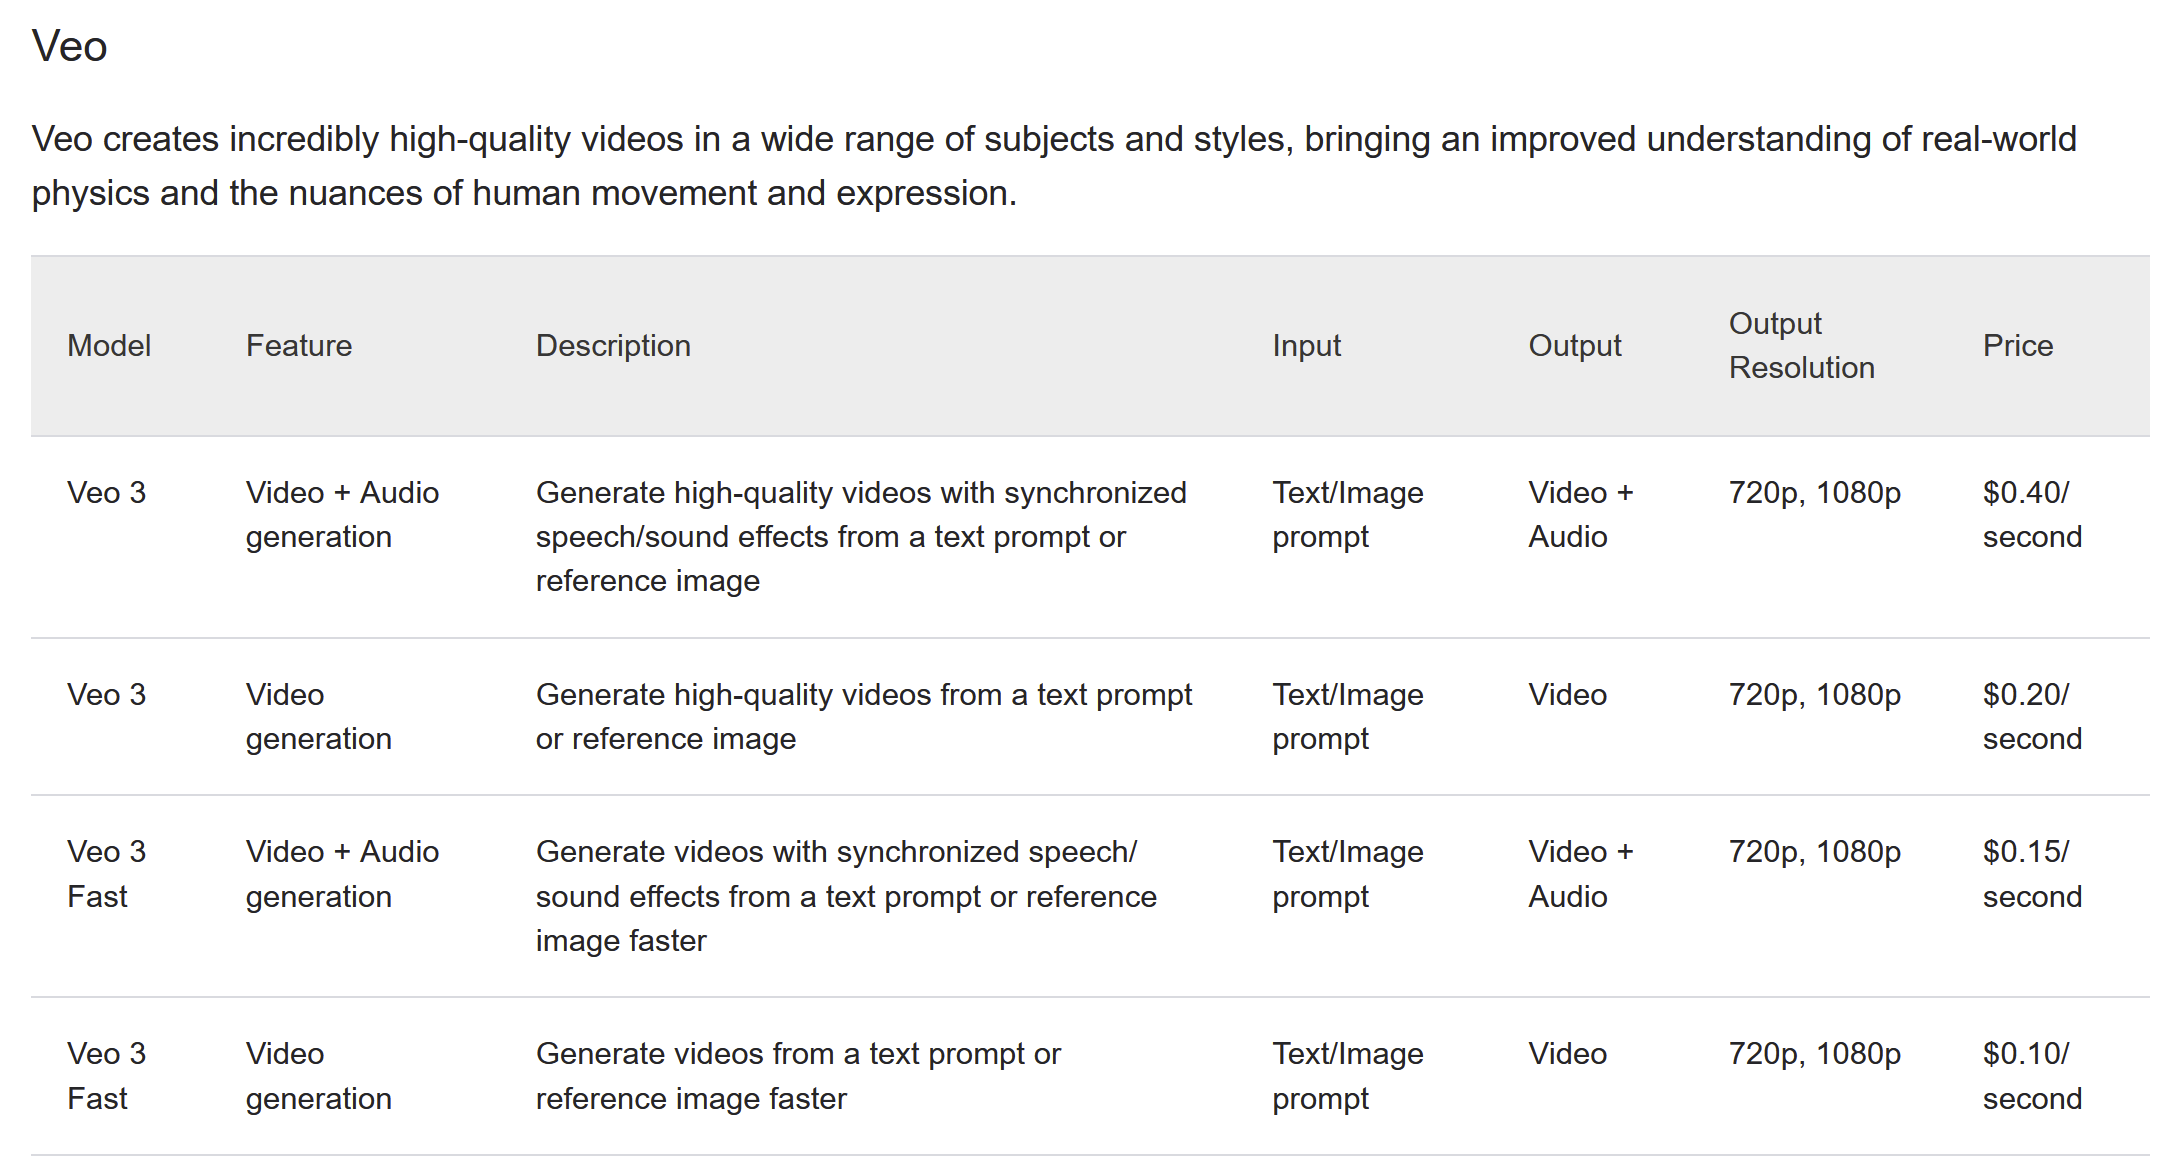 Veo
Veo creates incredibly high-quality videos in a wide range of subjects and styles, bringing an improved understanding of real-world
physics and the nuances of human movement and expression.
Model Feature Description Input Output Output Resolution Price
Veo 3 Video + Audio generation Generate high-quality videos with synchronized speech/sound effects from a text prompt or reference image Text/Image prompt Video + Audio 720p, 1080p $0.40/second
Veo 3 Video generation Generate high-quality videos from a text prompt or reference image Text/Image prompt Video 720p, 1080p $0.20/second
Veo 3 Fast Video + Audio generation Generate videos with synchronized speech/sound effects from a text prompt or reference image faster Text/Image prompt Video + Audio 720p, 1080p $0.15/second
Veo 3 Fast Video generation Generate videos from a text prompt or reference image faster Text/Image prompt Video 720p, 1080p $0.10/second